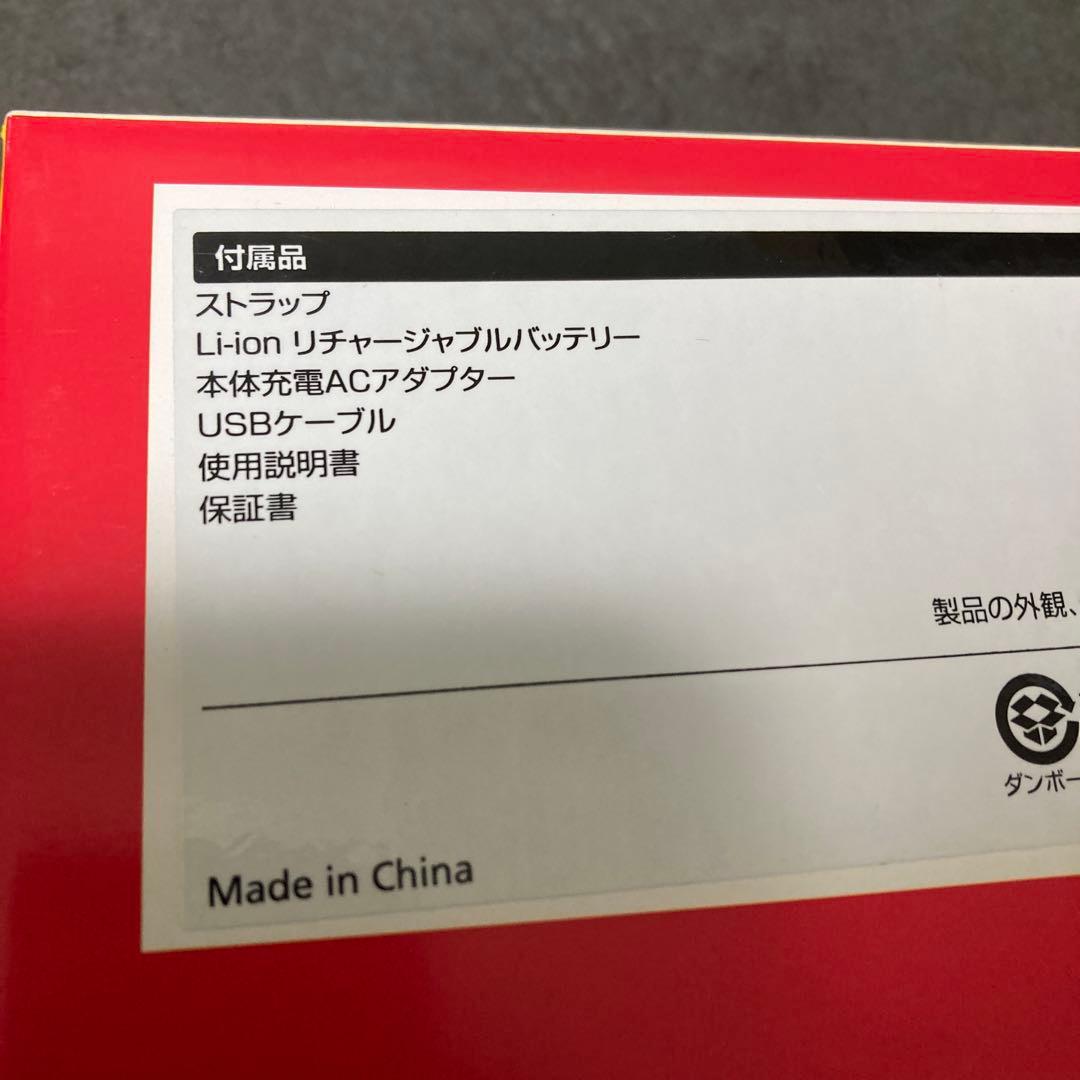 付属品
ストラップ
Li-ion リチャージャブルバッテリー
本体充電ACアダプター
USBケーブル
使用説明書
保証書
製品の外観、
ダンボー
Made in China